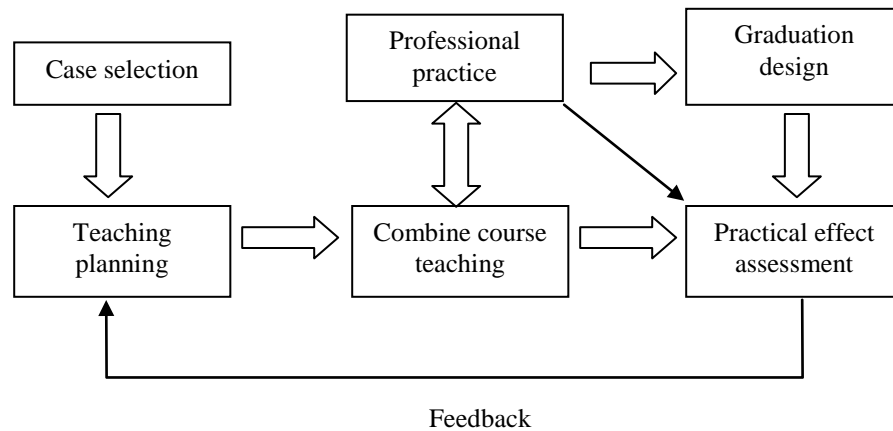 Case selection
Professional
practice
Graduation
design
Teaching
planning
Combine course
teaching
Practical effect
assessment
Feedback